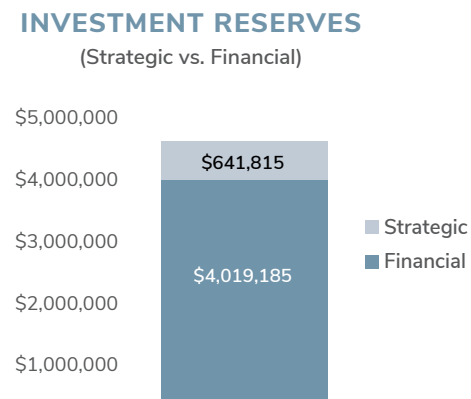 INVESTMENT RESERVES
(Strategic vs. Financial)
$5,000,000
$641,815
$4,000,000
$3,000,000
Strategic
Financial
$4,019,185
$2,000,000
$1,000,000